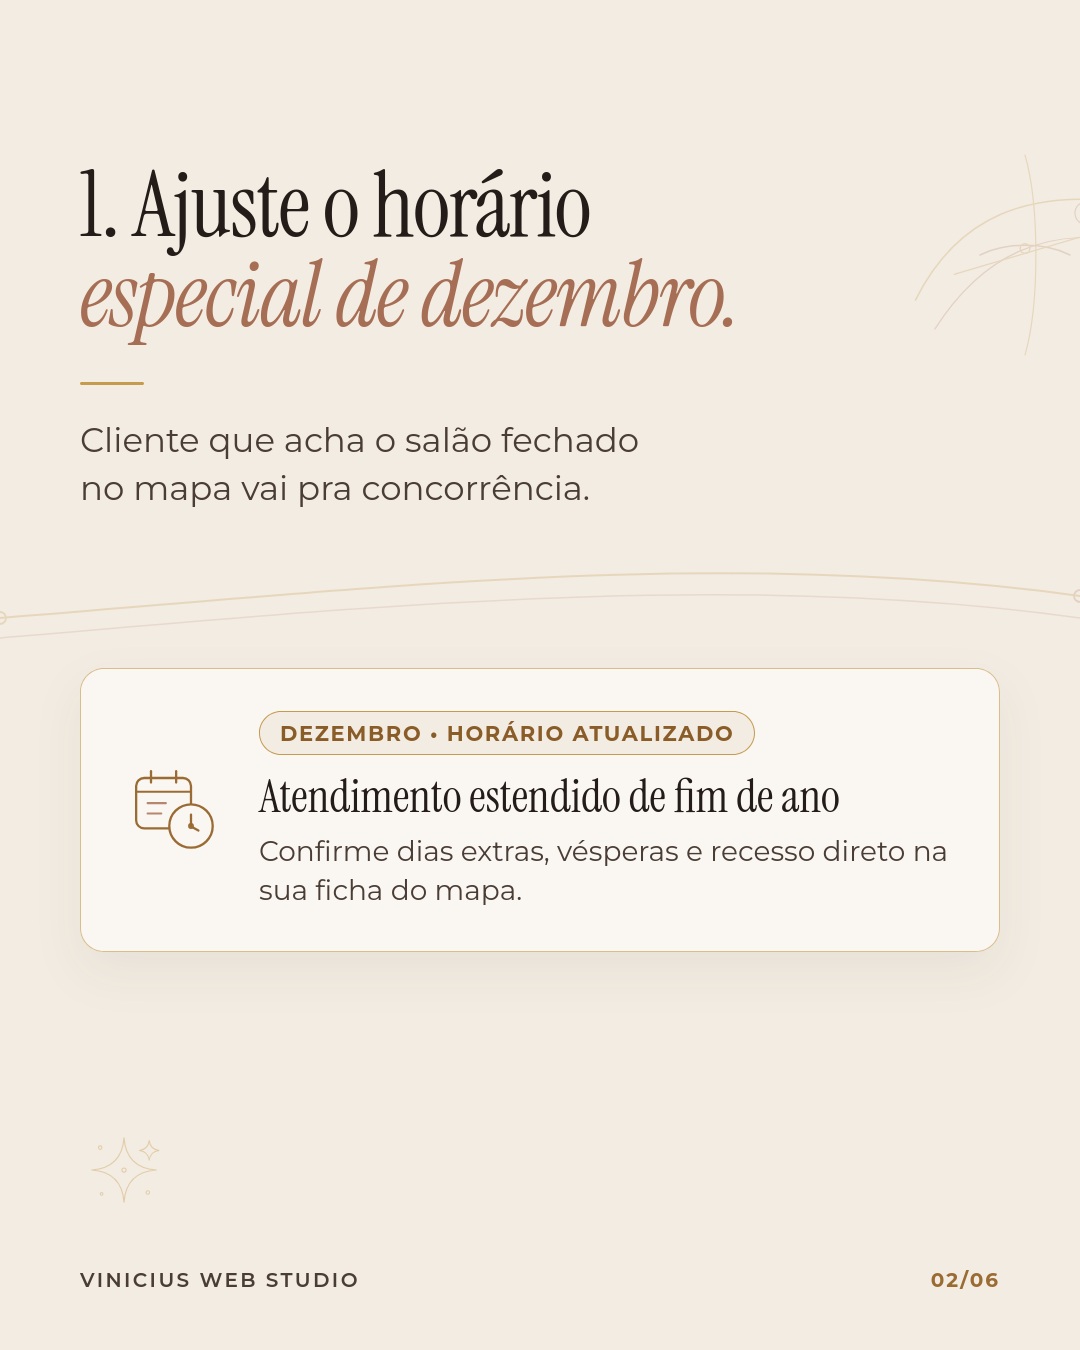 1. Ajuste o horário
especial de dezembro.
Cliente que acha o salão fechado
no mapa vai pra concorrência.
DEZEMBRO • HORÁRIO ATUALIZADO
Atendimento estendido de fim de ano
Confirme dias extras, vésperas e recesso direto na
sua ficha do mapa.
VINICIUS WEB STUDIO
02/06